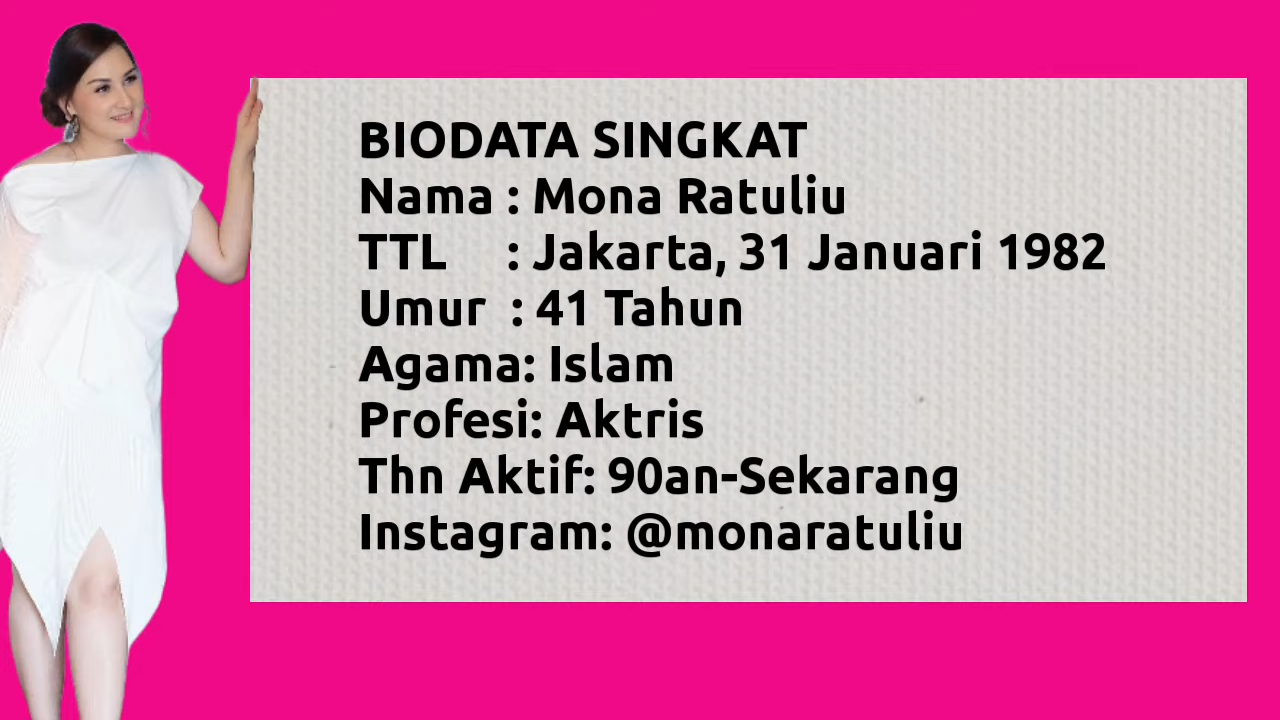 BIODATA SINGKAT
Nama : Mona Ratuliu
TTL : Jakarta, 31 Januari 1982
Umur : 41 Tahun
Agama: Islam
Profesi: Aktris
Thn Aktif: 90an-Sekarang
Instagram: @monaratuliu